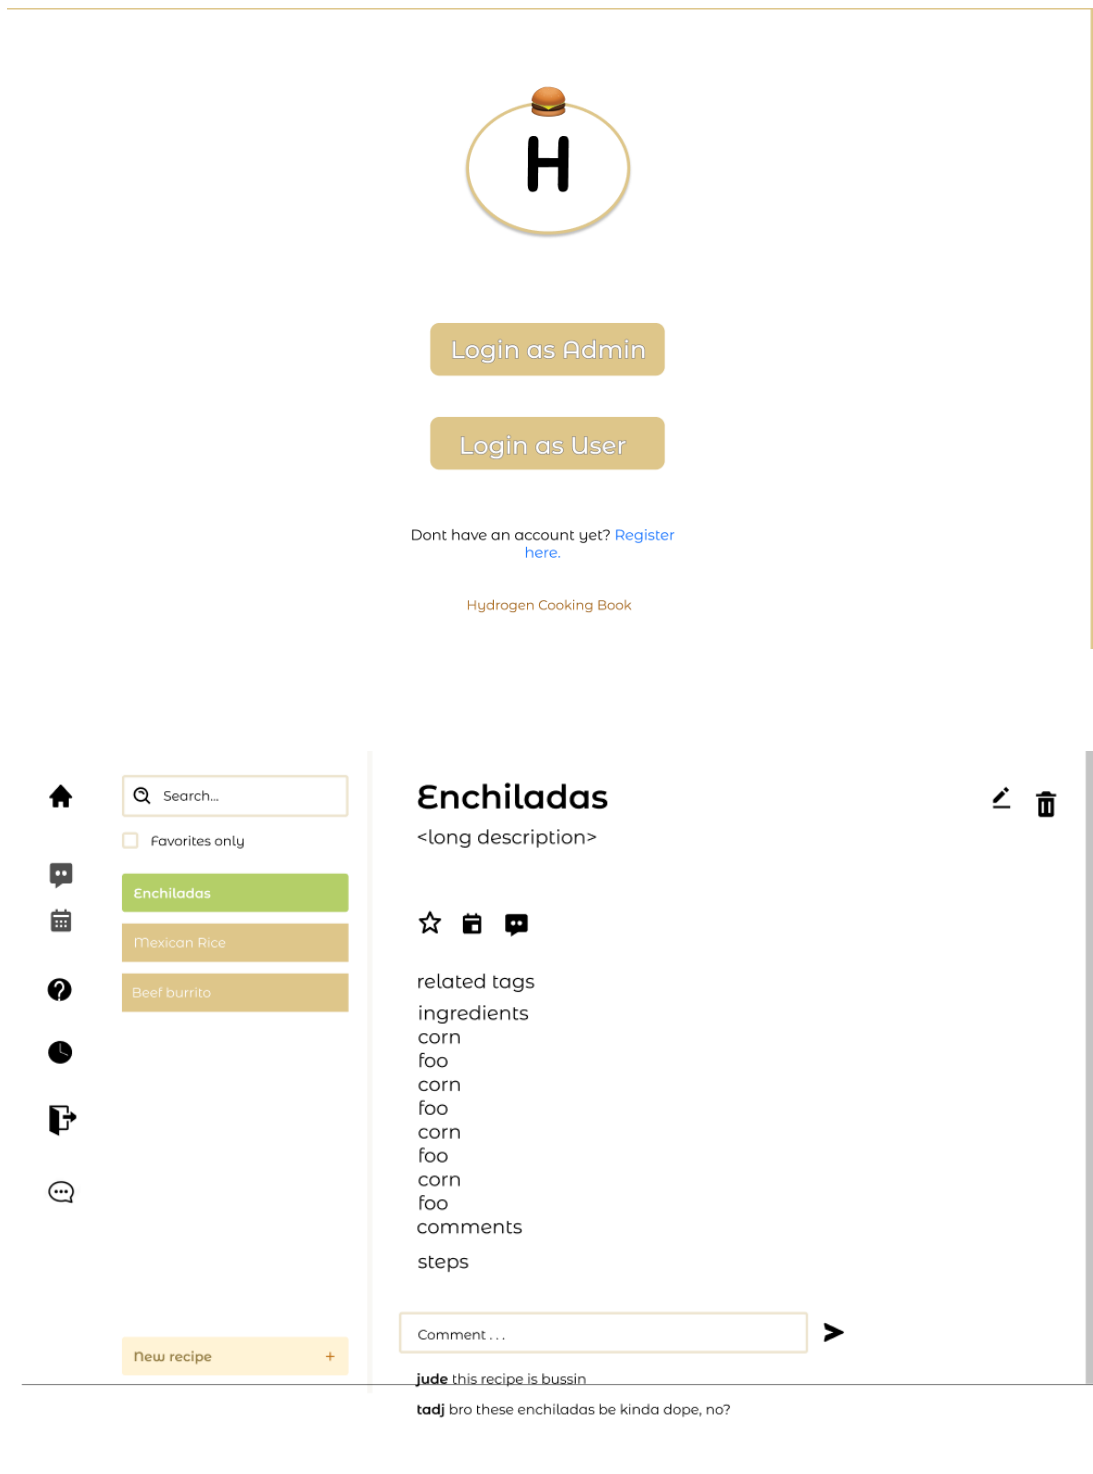 H
Login as Admin
Login as User
Dont have an account yet? Register
here.
Hydrogen Cooking Book
Search...
Favorites only
Enchiladas
Mexican Rice
Beef burrito
New recipe +
Enchiladas
<long description>
related tags
ingredients
corn
foo
corn
foo
corn
foo
corn
foo
comments
steps
Comment . . .
jude this recipe is bussin
tadj bro these enchiladas be kinda dope, no?